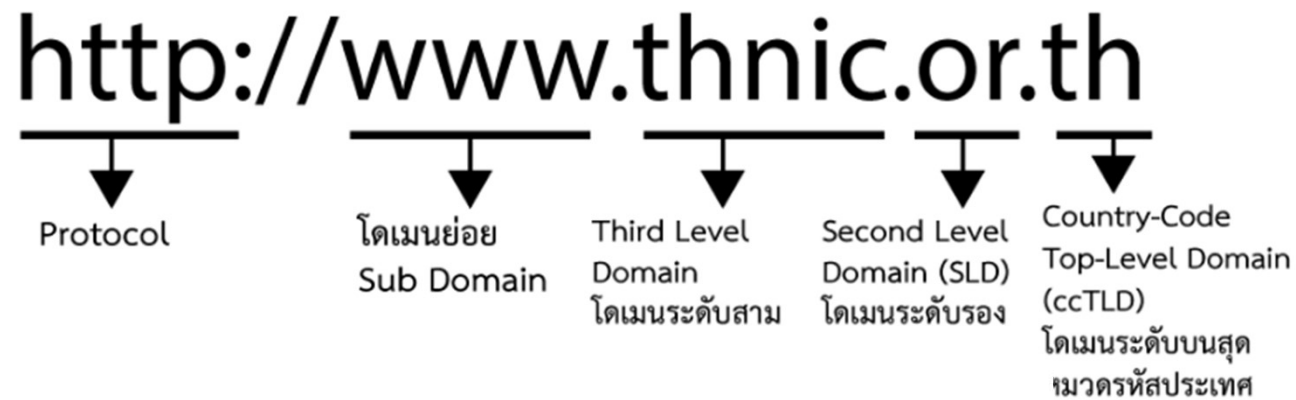 http://www.thnic.or.th
Protocol
โดเมนย่อย
Sub Domain
Third Level
Domain
โดเมนระดับสาม
Second Level
Domain (SLD)
โดเมนระดับรอง
Country-Code
Top-Level Domain
(ccTLD)
โดเมนระดับบนสุด
หมวดรหัสประเทศ